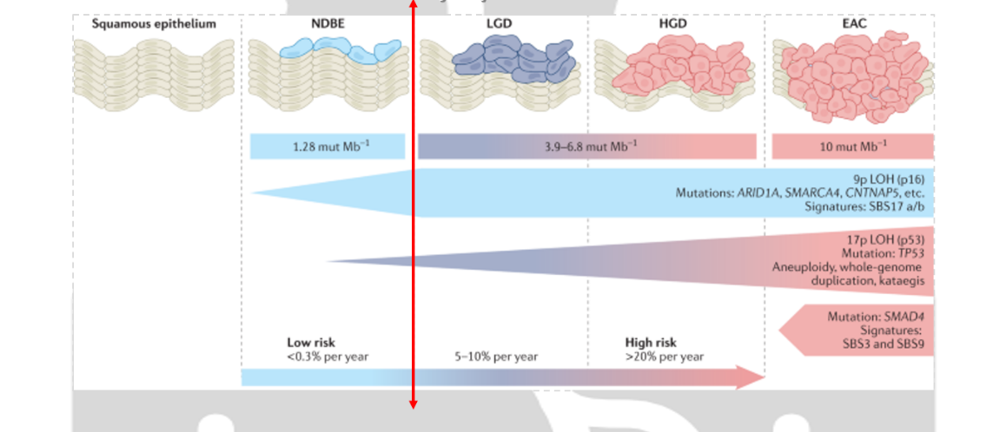 Squamous epithelium
NDBE
LGD
HGD
EAC
1.28 mut Mb⁻¹
3.9–6.8 mut Mb⁻¹
10 mut Mb⁻¹
9p LOH (p16)
Mutations: ARID1A, SMARCA4, CNTNAP5, etc.
Signatures: SBS17 a/b
17p LOH (p53)
Mutation: TP53
Aneuploidy, whole-genome
duplication, kataegis
Mutation: SMAD4
Signatures:
SBS3 and SBS9
Low risk
<0.3% per year
5–10% per year
High risk
>20% per year